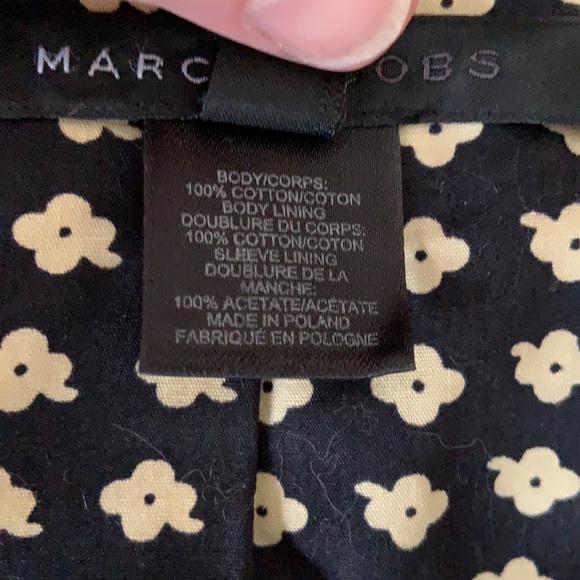 MARC OBS
BODY/CORPS:
100% COTTON/COTON
BODY LINING
DOUBLURE DU CORPS:
100% COTTON/COTON
SLEEVE LINING
DOUBLURE DE LA
MANCHE:
100% ACETATE/ACÉTATE
MADE IN POLAND
FABRIQUÉ EN POLOGNE